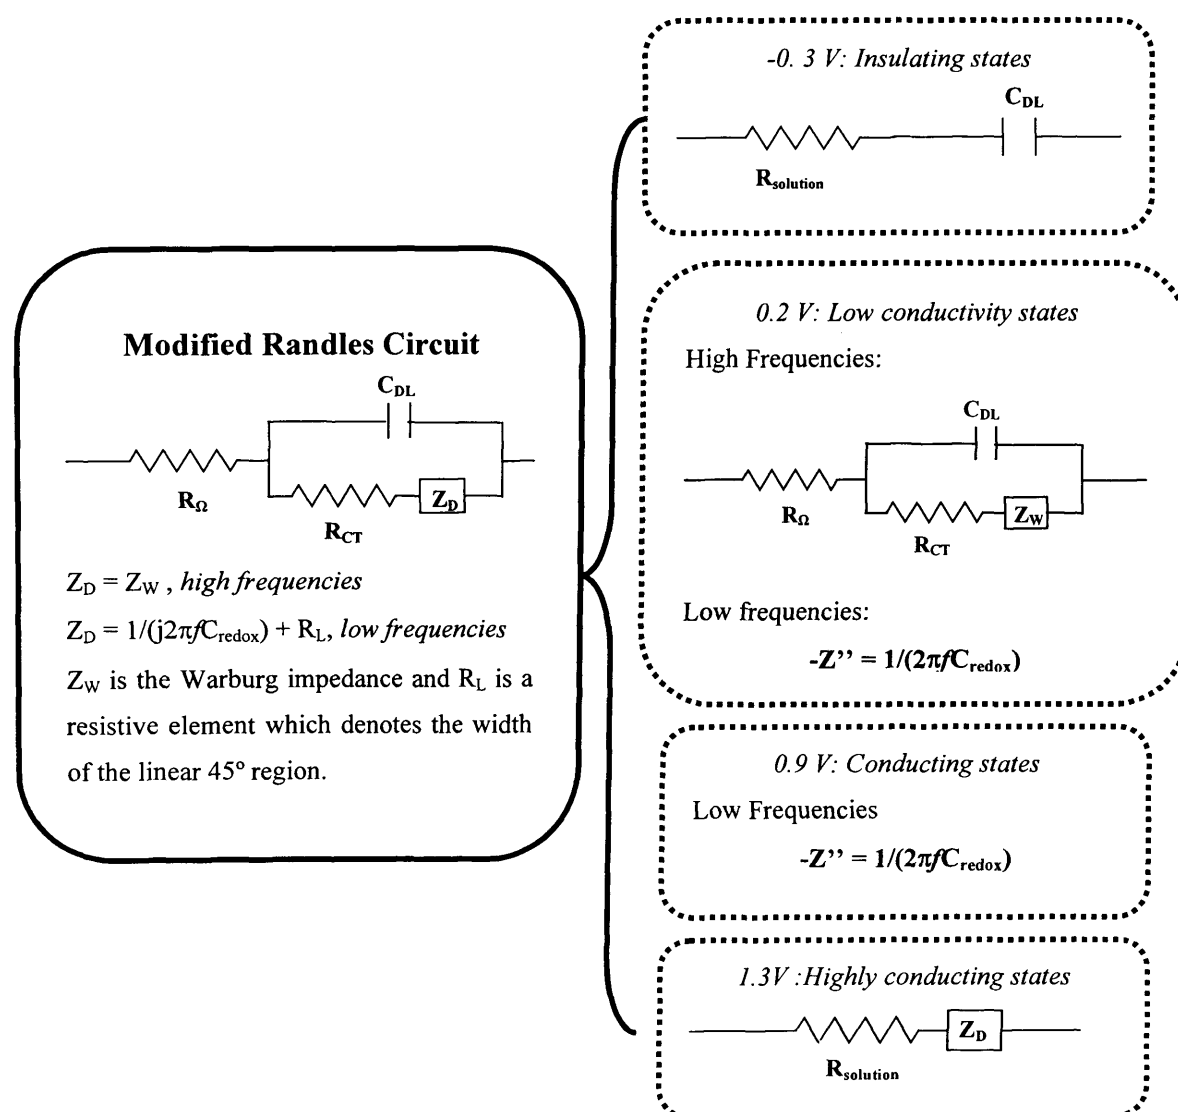 Modified Randles Circuit
C_DL
R_Ω
R_CT
Z_D
Z_D = Z_W , high frequencies
Z_D = 1/(j2πfC_redox) + R_L, low frequencies
Z_W is the Warburg impedance and R_L is a
resistive element which denotes the width
of the linear 45º region.
-0. 3 V: Insulating states
C_DL
R_solution
0.2 V: Low conductivity states
High Frequencies:
C_DL
R_Ω
R_CT
Z_W
Low frequencies:
-Z’’ = 1/(2πfC_redox)
0.9 V: Conducting states
Low Frequencies
-Z’’ = 1/(2πfC_redox)
1.3V :Highly conducting states
Z_D
R_solution